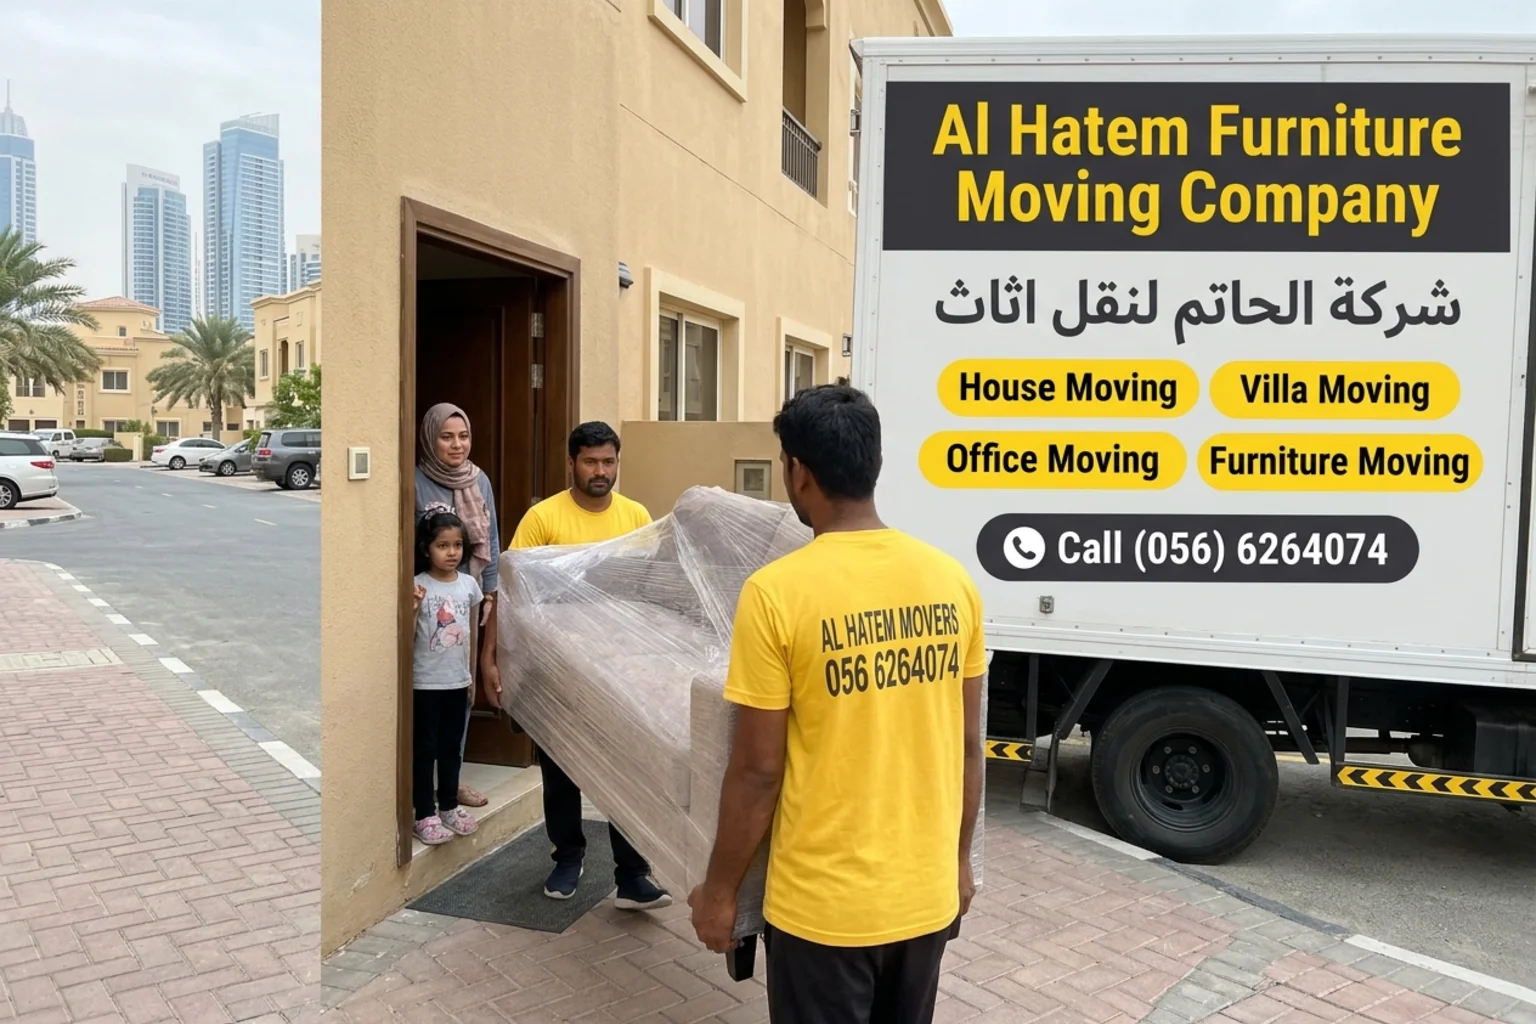 Al Hatem Furniture
Moving Company
شركة الحاتم لنقل اثاث
House Moving
Villa Moving
Office Moving
Furniture Moving
Call (056) 6264074
AL HATEM MOVERS
056 6264074